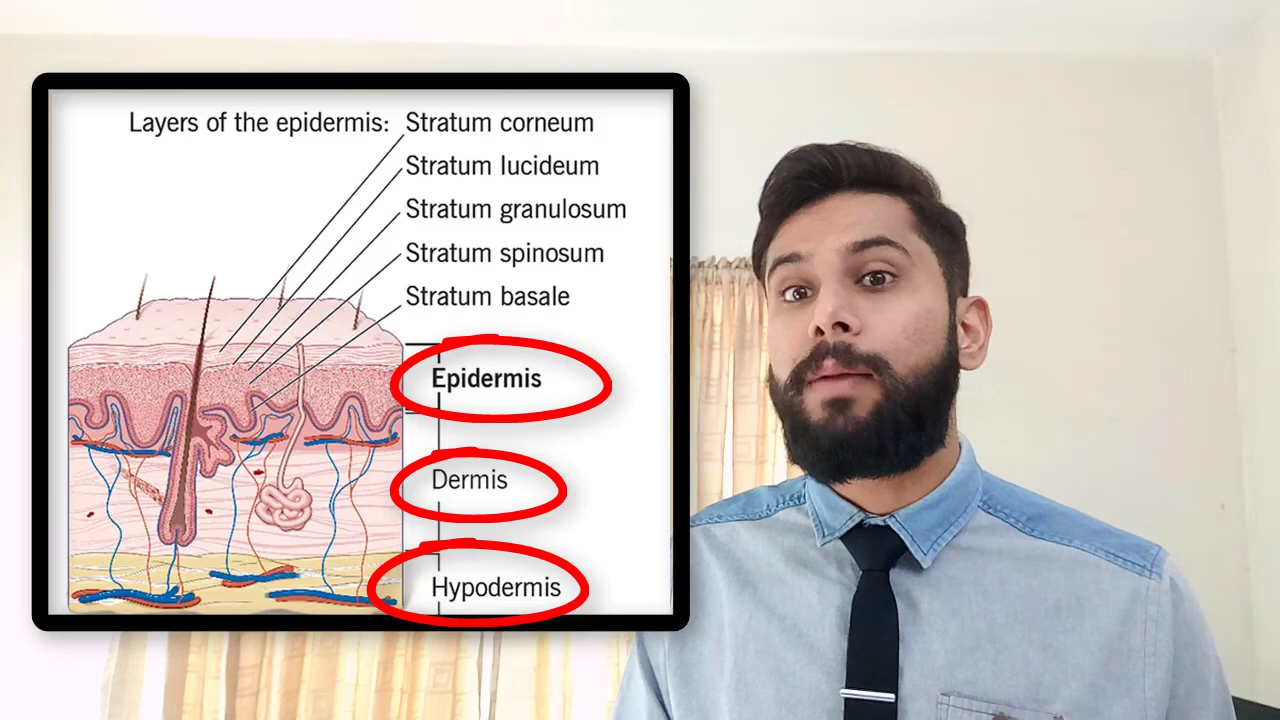 Layers of the epidermis: Stratum corneum
Stratum lucideum
Stratum granulosum
Stratum spinosum
Stratum basale
Epidermis
Dermis
Hypodermis